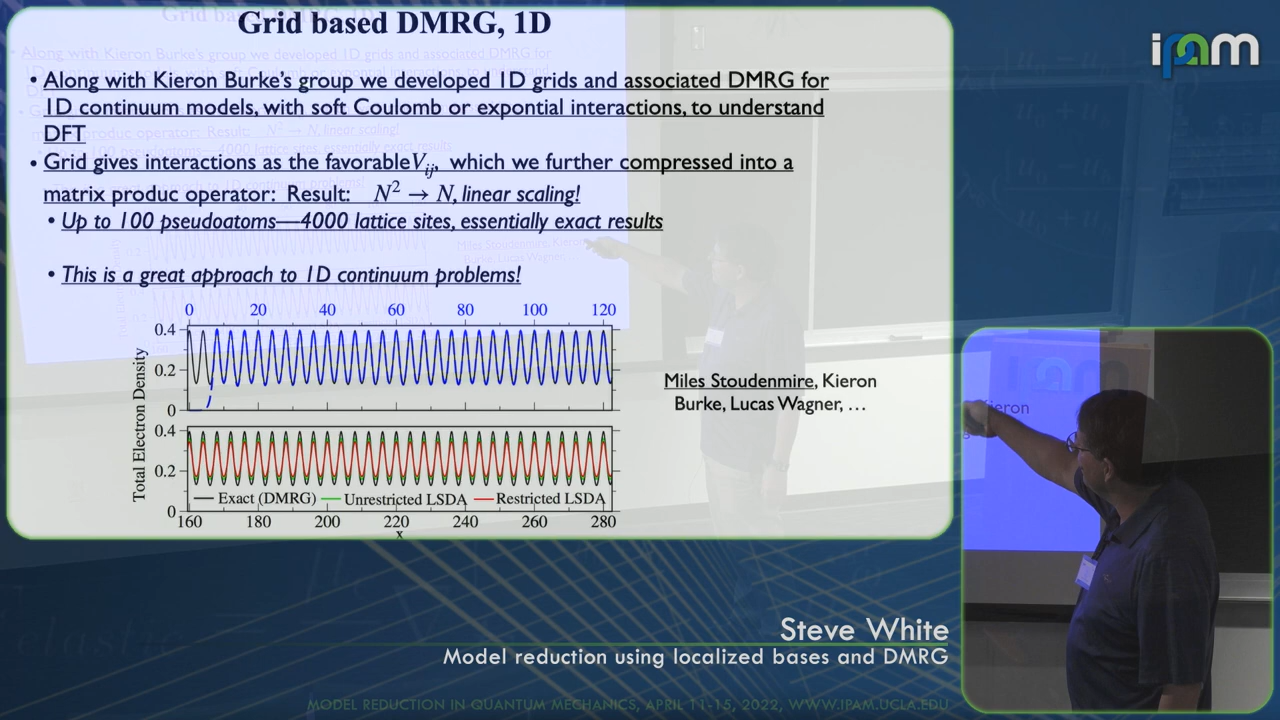 Grid based DMRG, 1D
• Along with Kieron Burke's group we developed 1D grids and associated DMRG for
1D continuum models, with soft Coulomb or expontial interactions, to understand
DFT
• Grid gives interactions as the favorable V_ij, which we further compressed into a
matrix produc operator: Result: N² → N, linear scaling!
• Up to 100 pseudoatoms—4000 lattice sites, essentially exact results
• This is a great approach to 1D continuum problems!
0 20 40 60 80 100 120
0.4
0.2
0
Total Electron Density
0.4
0.2
0
Exact (DMRG) Unrestricted LSDA Restricted LSDA
160 180 200 220 240 260 280
x
Miles Stoudenmire, Kieron
Burke, Lucas Wagner, …
ipam
Kieron
Steve White
Model reduction using localized bases and DMRG
MODEL REDUCTION IN QUANTUM MECHANICS, APRIL 11-15, 2022, WWW.IPAM.UCLA.EDU